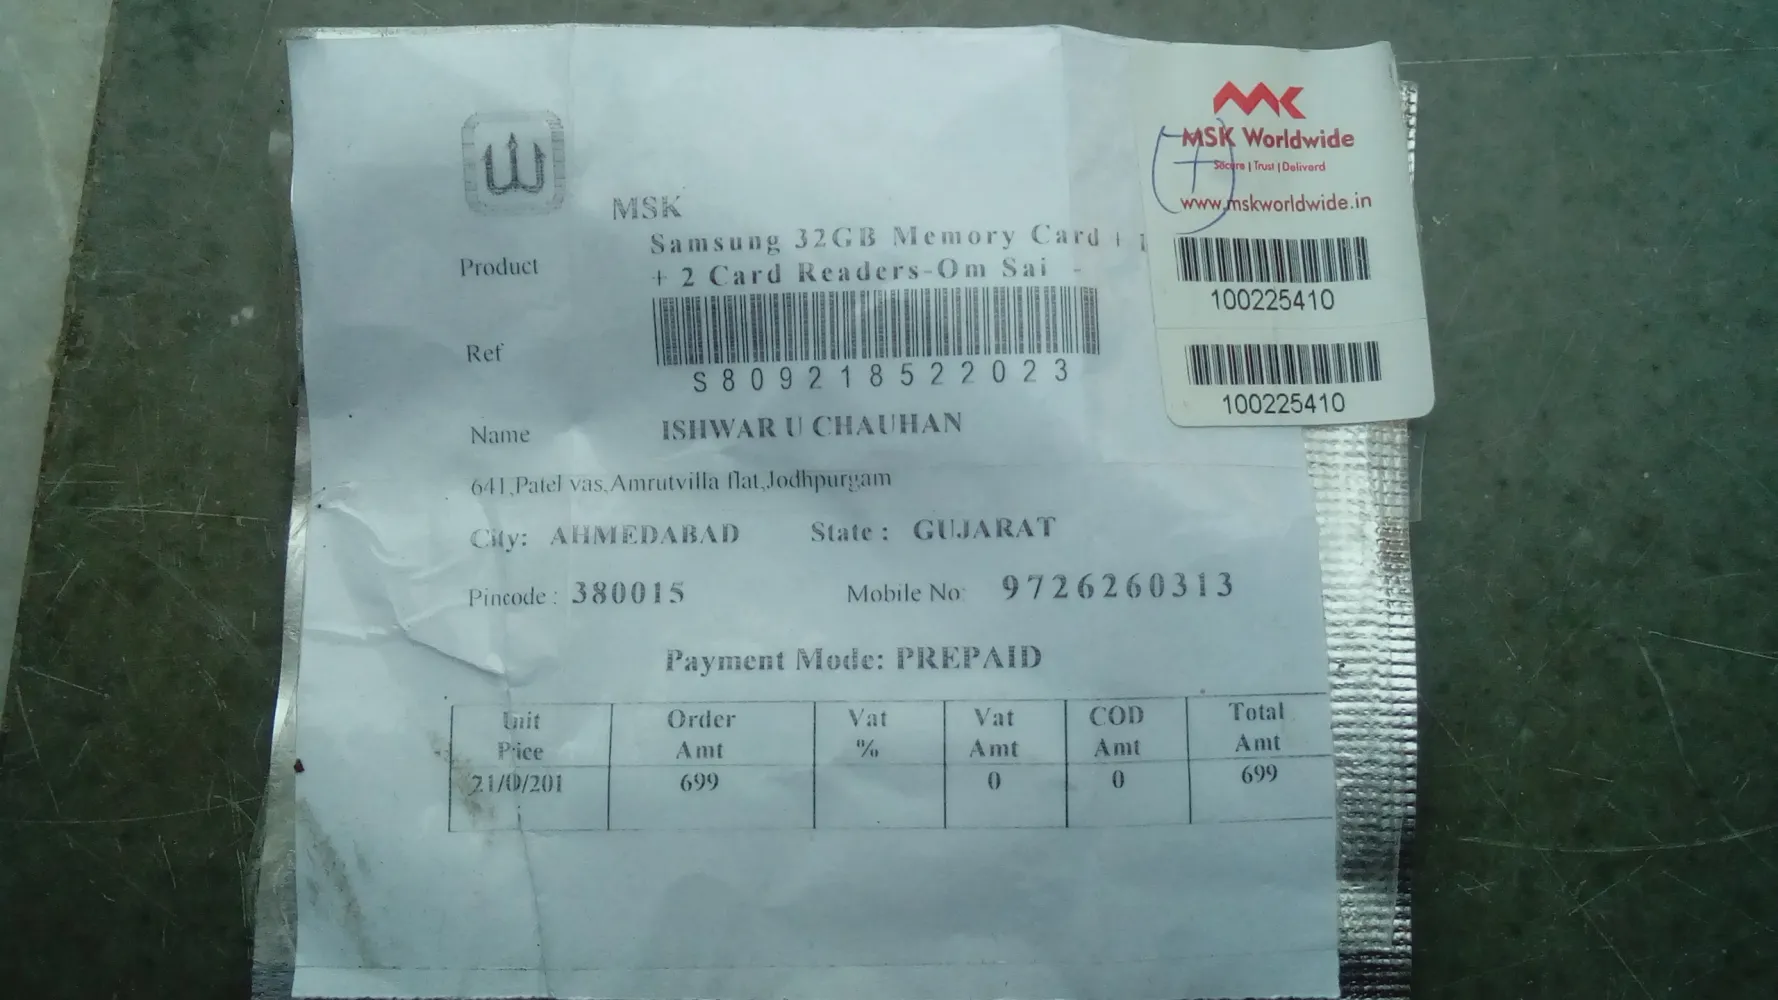 MSK Worldwide
Secure | Trust | Deliverd
www.mskworldwide.in
100225410
100225410
MSK
Product Samsung 32GB Memory Card +
+ 2 Card Readers-Om Sai -
Ref
S809218522023
Name ISHWAR U CHAUHAN
641,Patel vas,Amrutvilla flat,Jodhpurgam
City: AHMEDABAD State : GUJARAT
Pincode : 380015 Mobile No 9726260313
Payment Mode: PREPAID
Unit Order Vat Vat COD Total
Price Amt % Amt Amt Amt
699 0 0 699